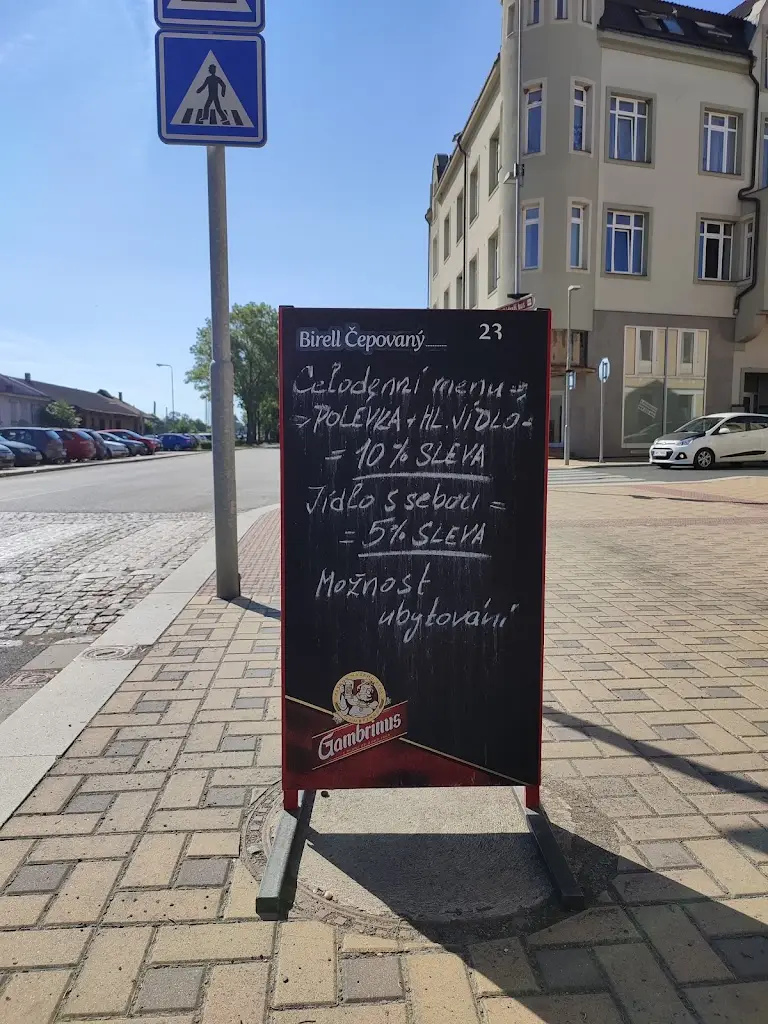 Birell Čepovaný 23
Celodenní menu =
= POLÉVKA + HL. JÍDLO =
= 10% SLEVA
Jídlo s sebou =
= 5% SLEVA
Možnost
ubytování
Gambrinus